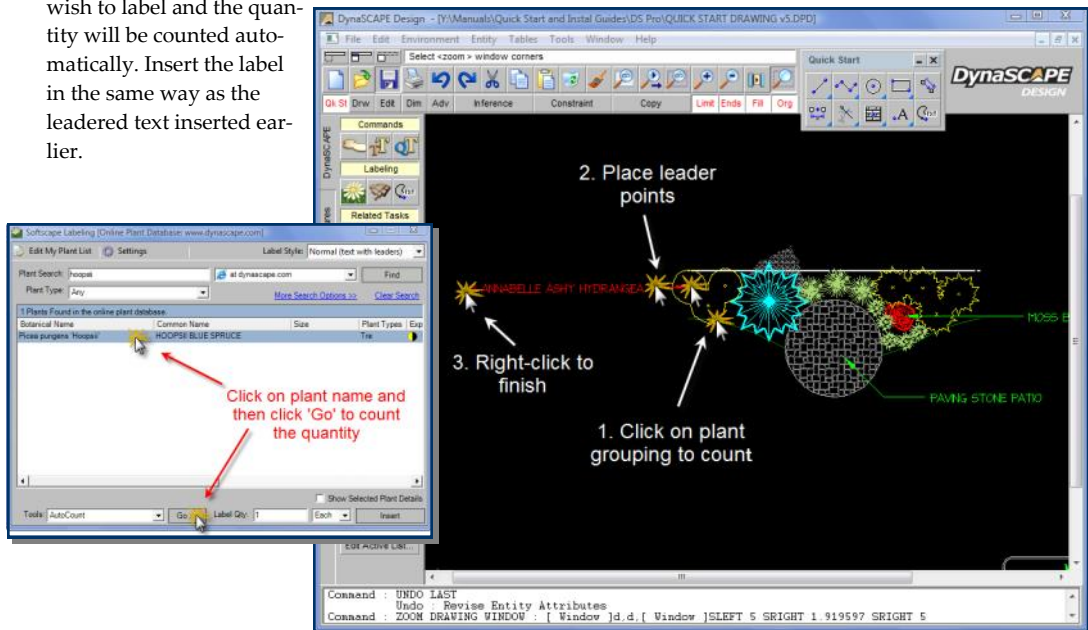 wish to label and the quan-
tity will be counted auto-
matically. Insert the label
in the same way as the
leadered text inserted ear-
lier.
DynaSCAPE Design - [Y:\Manuals\Quick Start and Instal Guides\DS Pro\QUICK START DRAWING v5.DPD]
File Edit Environment Entity Tables Tools Window Help
Select <zoom > window corners
Qk St Drw Edit Dim Adv Inference Constraint Copy Limit Ends Fill Org
Quick Start
DynaSCAPE
DESIGN
Commands
Labeling
Related Tasks
DynaSCAPE
2. Place leader
points
ANNABELLE ASHY HYDRANGEA
3. Right-click to
finish
1. Click on plant
grouping to count
MOSS B
PAVING STONE PATIO
Softscape Labeling [Online Plant Database: www.dynascape.com]
Edit My Plant List Settings Label Style: Normal (text with leaders)
Plant Search: hoopsii at dynascape.com Find
Plant Type: Any More Search Options >> Clear Search
1 Plants Found in the online plant database.
Botanical Name Common Name Size Plant Types Exp
Picea pungens 'Hoopsii' HOOPSII BLUE SPRUCE Tre
Click on plant name and
then click 'Go' to count
the quantity
Show Selected Plant Details
Tools: AutoCount Go Label Qty: 1 Each Insert
Edit Active List...
Command : UNDO LAST
Undo : Revise Entity Attributes
Command : ZOOM DRAWING WINDOW : [ Window ]d,d,[ Window ]SLEFT 5 SRIGHT 1.919597 SRIGHT 5